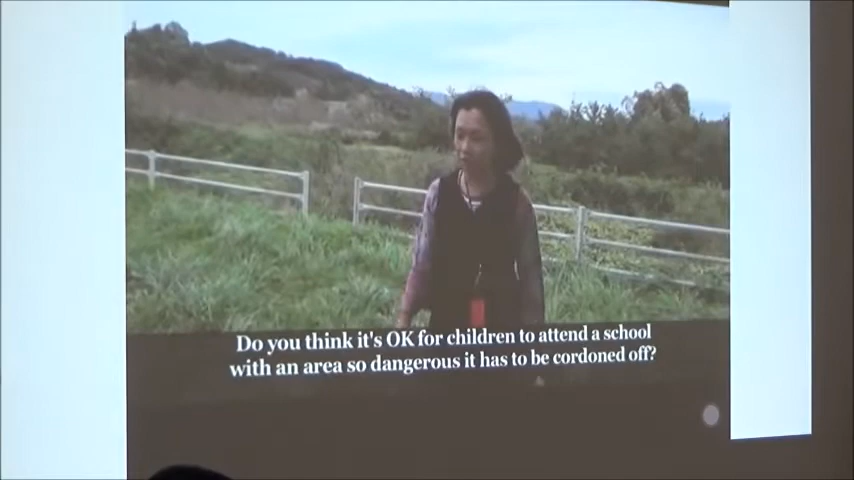 Do you think it's OK for children to attend a school
with an area so dangerous it has to be cordoned off?